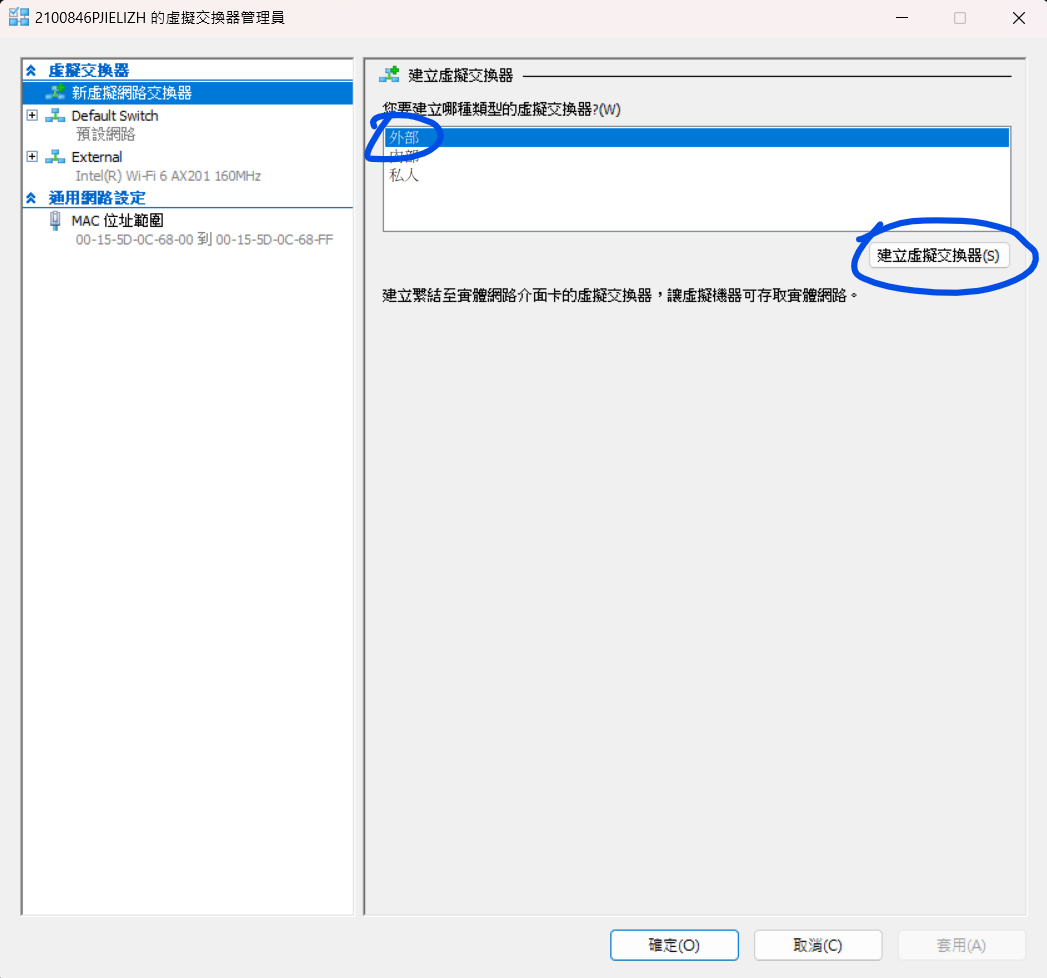 2100846PJIELIZH 的虛擬交換器管理員
虛擬交換器
新虛擬網路交換器
Default Switch
預設網路
External
Intel(R) Wi-Fi 6 AX201 160MHz
通用網路設定
MAC 位址範圍
00-15-5D-0C-68-00 到 00-15-5D-0C-68-FF
建立虛擬交換器
您要建立哪種類型的虛擬交換器?(W)
外部
內部
私人
建立虛擬交換器(S)
建立繫結至實體網路介面卡的虛擬交換器，讓虛擬機器可存取實體網路。
確定(O)
取消(C)
套用(A)